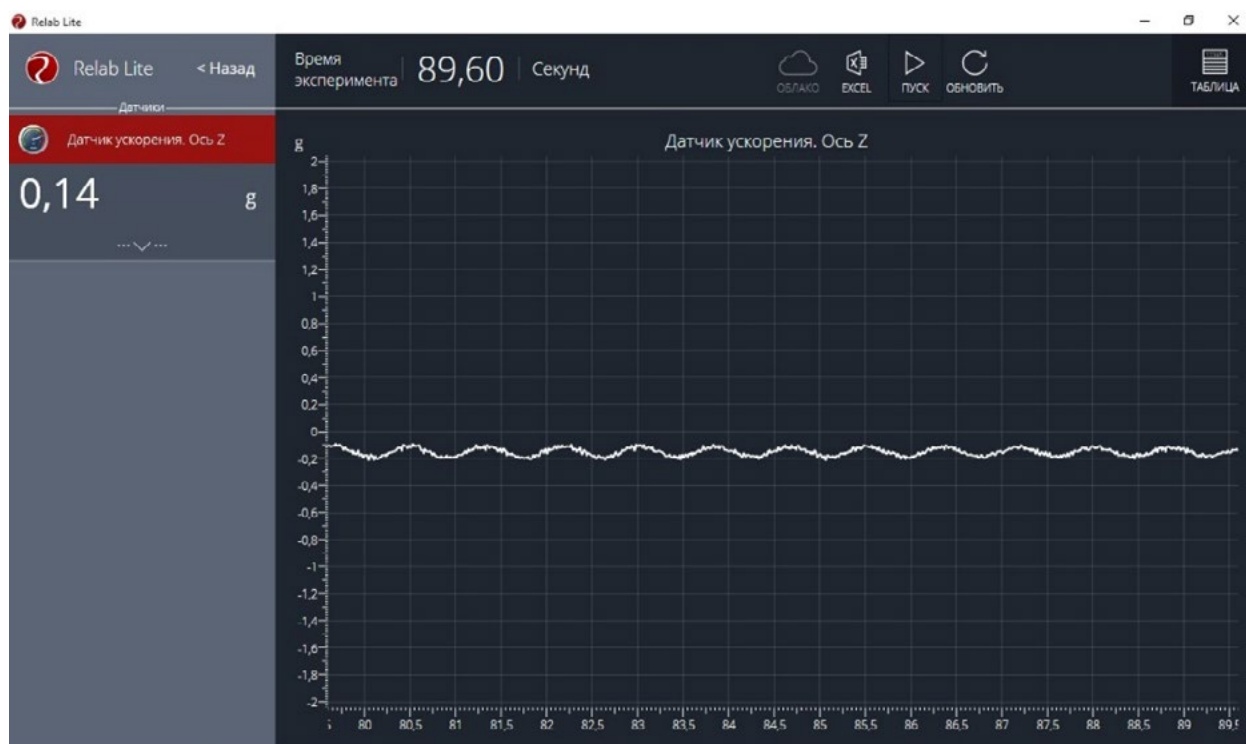 Relab Lite
Relab Lite < Назад
Датчики
Датчик ускорения. Ось Z
0,14 g
Время
эксперимента 89,60 Секунд
ОБЛАКО EXCEL ПУСК ОБНОВИТЬ ТАБЛИЦА
g Датчик ускорения. Ось Z
2
1,8
1,6
1,4
1,2
1
0,8
0,6
0,4
0,2
0
-0,2
-0,4
-0,6
-0,8
-1
-1,2
-1,4
-1,6
-1,8
-2
80 80,5 81 81,5 82 82,5 83 83,5 84 84,5 85 85,5 86 86,5 87 87,5 88 88,5 89 89,5